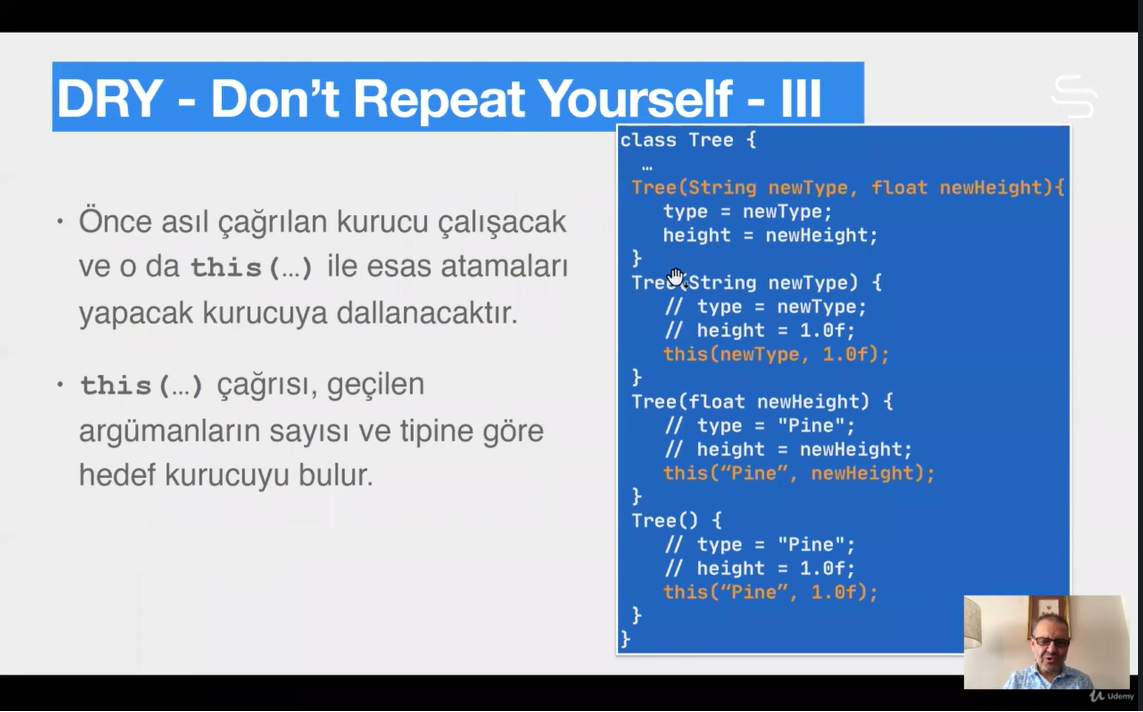 DRY - Don't Repeat Yourself - III
• Önce asıl çağrılan kurucu çalışacak
ve o da this(…) ile esas atamaları
yapacak kurucuya dallanacaktır.
• this(…) çağrısı, geçilen
argümanların sayısı ve tipine göre
hedef kurucuyu bulur.
class Tree {
…
Tree(String newType, float newHeight){
type = newType;
height = newHeight;
}
Tree(String newType) {
// type = newType;
// height = 1.0f;
this(newType, 1.0f);
}
Tree(float newHeight) {
// type = "Pine";
// height = newHeight;
this(“Pine”, newHeight);
}
Tree() {
// type = "Pine";
// height = 1.0f;
this(“Pine”, 1.0f);
}
}
Udemy